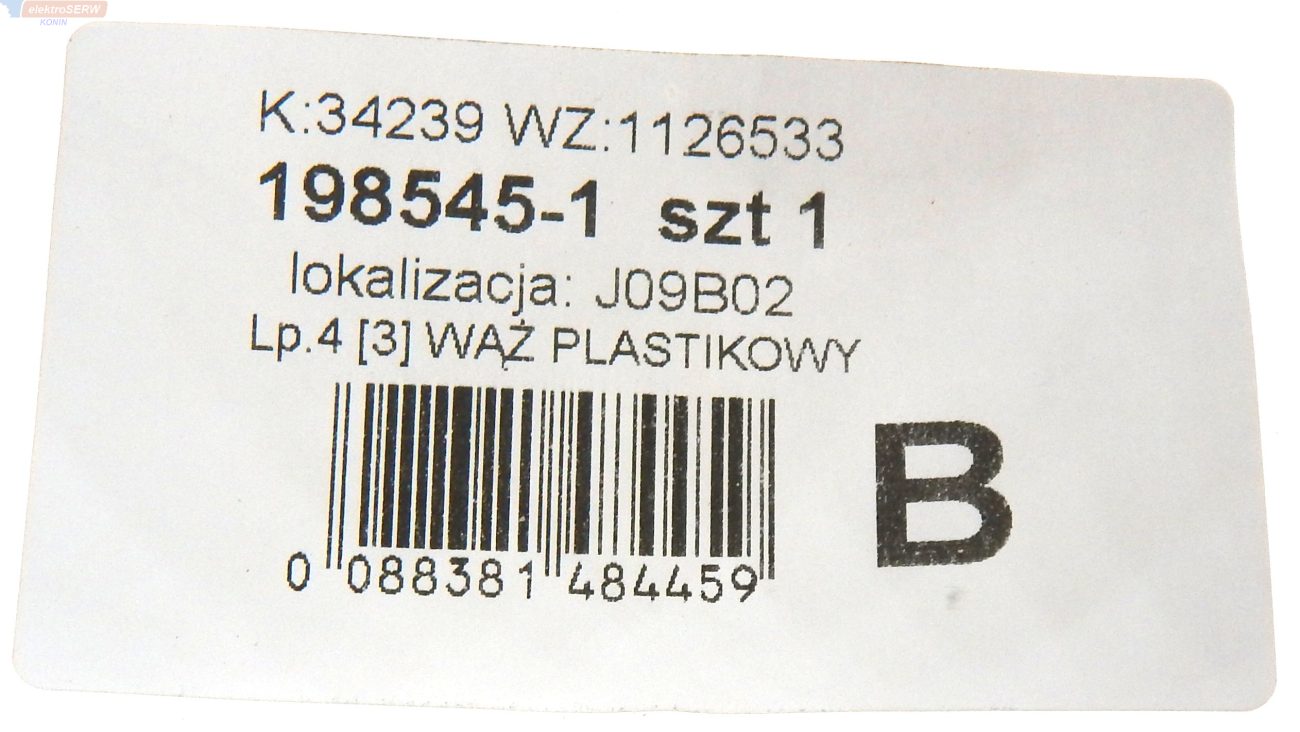 elektroSERW
KONIN
K:34239 WZ:1126533
198545-1 szt 1
lokalizacja: J09B02
Lp.4 [3] WĄŻ PLASTIKOWY
B
0 088381 484459